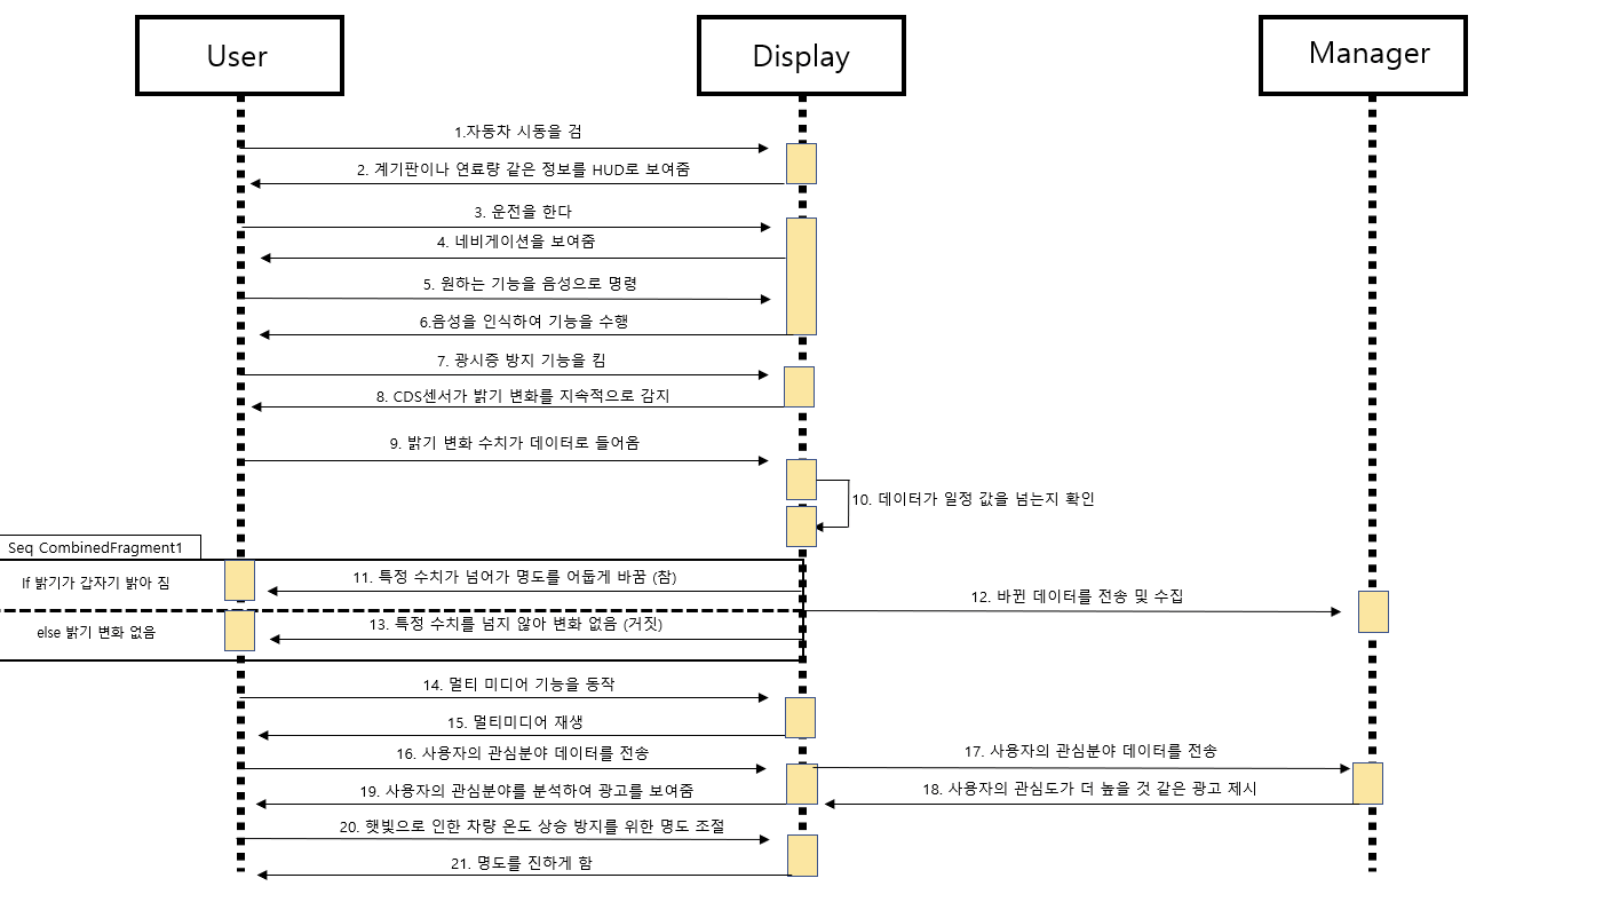 User
Display
Manager
1.자동차 시동을 검
2. 계기판이나 연료량 같은 정보를 HUD로 보여줌
3. 운전을 한다
4. 네비게이션을 보여줌
5. 원하는 기능을 음성으로 명령
6.음성을 인식하여 기능을 수행
7. 광시증 방지 기능을 킴
8. CDS센서가 밝기 변화를 지속적으로 감지
9. 밝기 변화 수치가 데이터로 들어옴
10. 데이터가 일정 값을 넘는지 확인
Seq CombinedFragment1
If 밝기가 갑자기 밝아 짐
11. 특정 수치가 넘어가 명도를 어둡게 바꿈 (참)
12. 바뀐 데이터를 전송 및 수집
else 밝기 변화 없음
13. 특정 수치를 넘지 않아 변화 없음 (거짓)
14. 멀티 미디어 기능을 동작
15. 멀티미디어 재생
16. 사용자의 관심분야 데이터를 전송
17. 사용자의 관심분야 데이터를 전송
19. 사용자의 관심분야를 분석하여 광고를 보여줌
18. 사용자의 관심도가 더 높을 것 같은 광고 제시
20. 햇빛으로 인한 차량 온도 상승 방지를 위한 명도 조절
21. 명도를 진하게 함